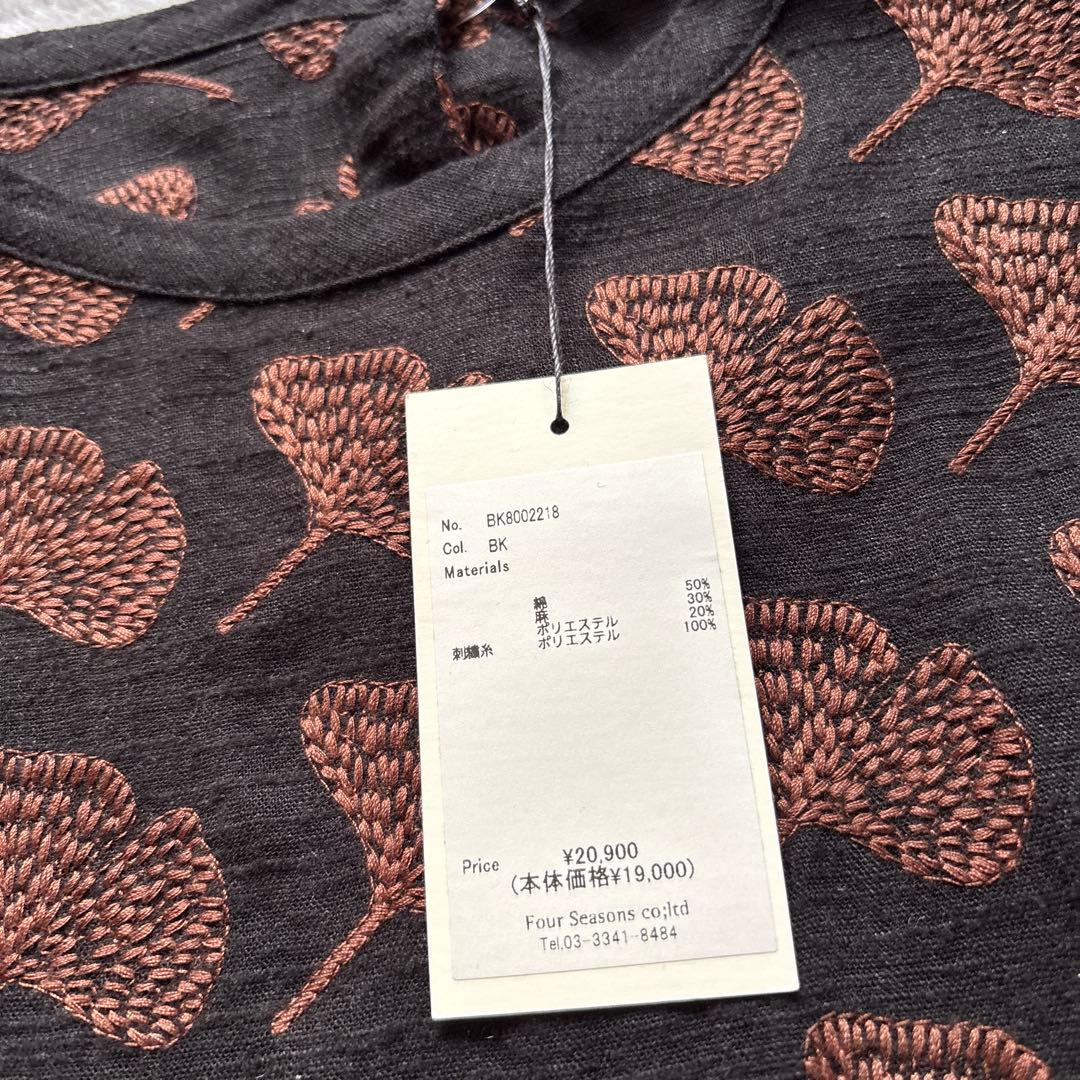 No. BK8002218
Col. BK
Materials
綿 50%
麻 30%
ポリエステル 20%
刺繍糸 ポリエステル 100%
Price ¥20,900
(本体価格¥19,000)
Four Seasons co;ltd
Tel,03-3341-8484